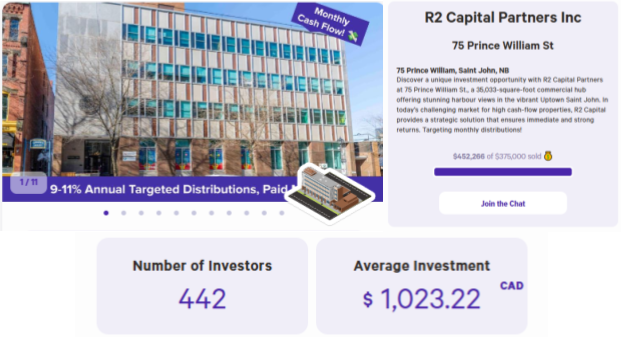 Monthly
Cash Flow! 💸
1 / 11
9-11% Annual Targeted Distributions, Paid
R2 Capital Partners Inc
75 Prince William St
75 Prince William, Saint John, NB
Discover a unique investment opportunity with R2 Capital Partners
at 75 Prince William St., a 35,033-square-foot commercial hub
offering stunning harbour views in the vibrant Uptown Saint John. In
today's challenging market for high cash-flow properties, R2 Capital
provides a strategic solution that ensures immediate and strong
returns. Targeting monthly distributions!
$452,266 of $375,000 sold 💰
Join the Chat
Number of Investors
442
Average Investment
$ 1,023.22 CAD